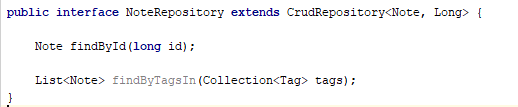 public interface NoteRepository extends CrudRepository<Note, Long> {
Note findById(long id);
List<Note> findByTagsIn(Collection<Tag> tags);
}